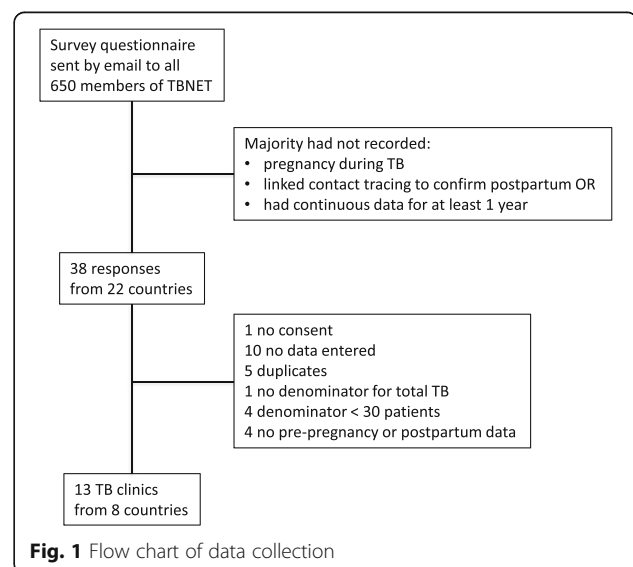 Survey questionnaire
sent by email to all
650 members of TBNET
Majority had not recorded:
• pregnancy during TB
• linked contact tracing to confirm postpartum OR
• had continuous data for at least 1 year
38 responses
from 22 countries
1 no consent
10 no data entered
5 duplicates
1 no denominator for total TB
4 denominator < 30 patients
4 no pre-pregnancy or postpartum data
13 TB clinics
from 8 countries
Fig. 1 Flow chart of data collection